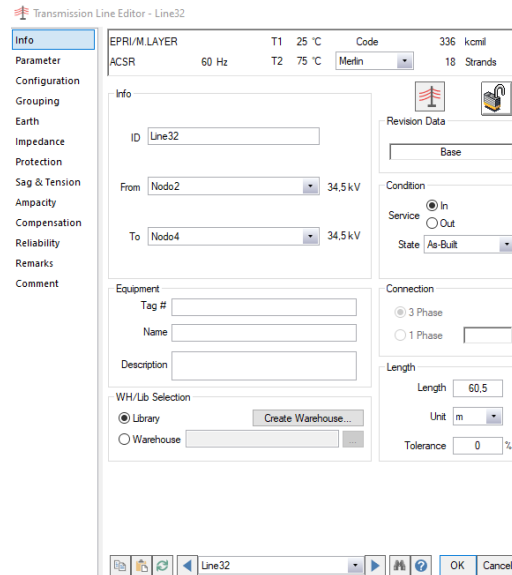 Transmission Line Editor - Line32
Info
Parameter
Configuration
Grouping
Earth
Impedance
Protection
Sag & Tension
Ampacity
Compensation
Reliability
Remarks
Comment
EPRI/M.LAYER T1 25 °C Code 336 kcmil
ACSR 60 Hz T2 75 °C Merlin 18 Strands
Info
ID Line32
From Nodo2 34,5 kV
To Nodo4 34,5 kV
Revision Data
Base
Condition
Service In
Out
State As-Built
Equipment
Tag #
Name
Description
Connection
3 Phase
1 Phase
WH/Lib Selection
Library Create Warehouse...
Warehouse ...
Length
Length 60,5
Unit m
Tolerance 0 %
Line32 OK Cancel